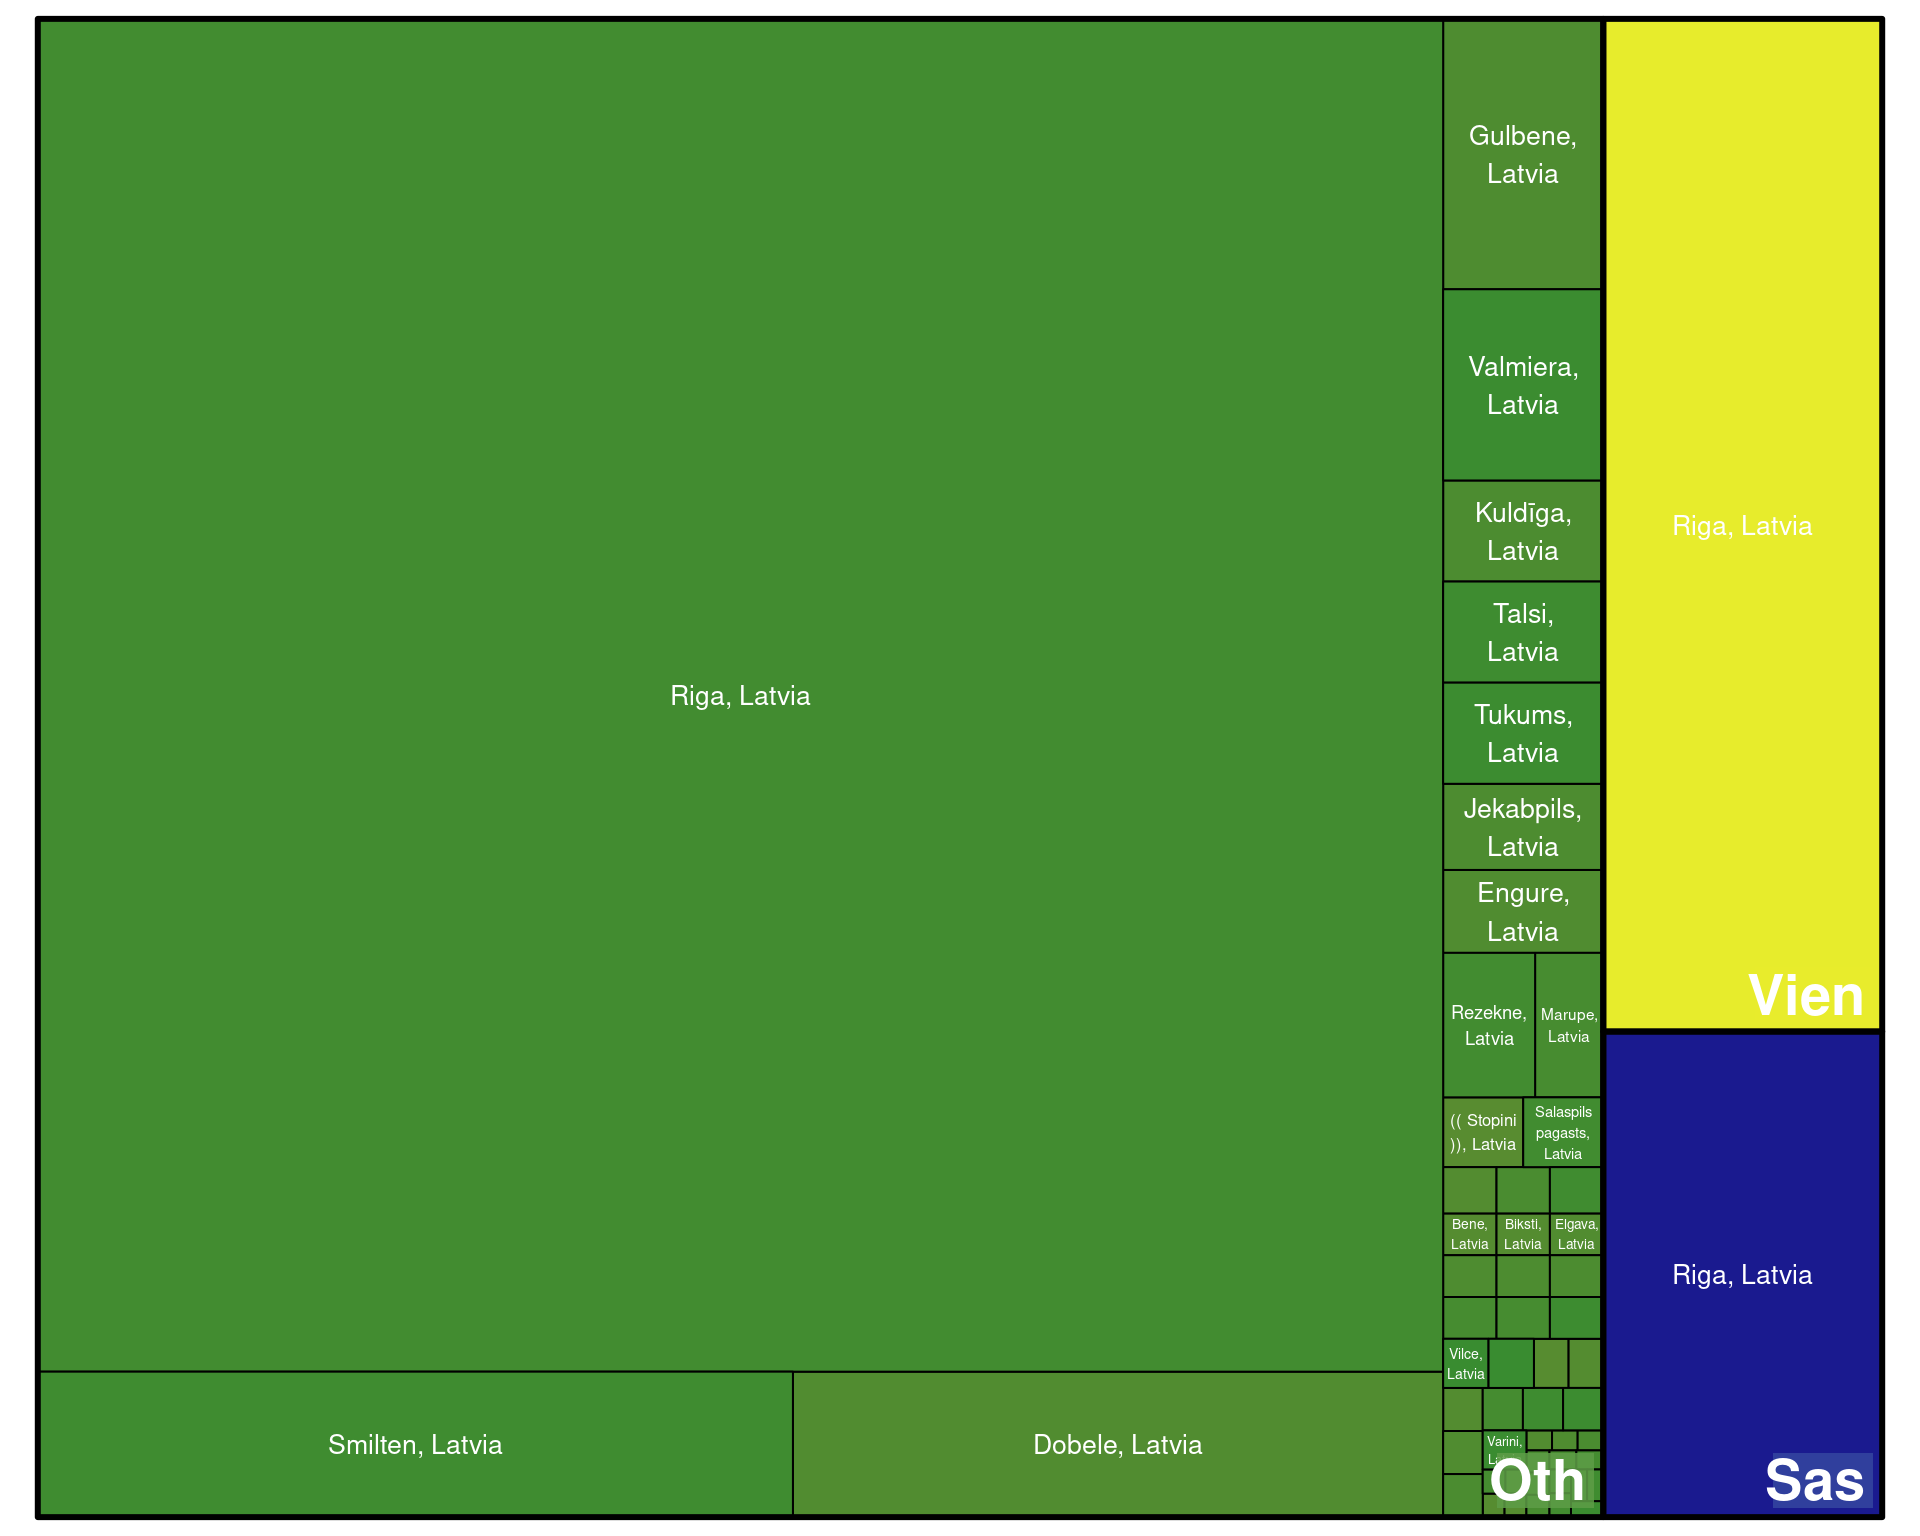 Riga, Latvia
Smilten, Latvia
Dobele, Latvia
Gulbene,
Latvia
Valmiera,
Latvia
Kuldīga,
Latvia
Talsi,
Latvia
Tukums,
Latvia
Jekabpils,
Latvia
Engure,
Latvia
Rezekne,
Latvia
Marupe,
Latvia
(( Stopini
)), Latvia
Salaspils
pagasts,
Latvia
Bene,
Latvia
Biksti,
Latvia
Elgava,
Latvia
Vilce,
Latvia
Varini,
Oth
Riga, Latvia
Vien
Riga, Latvia
Sas